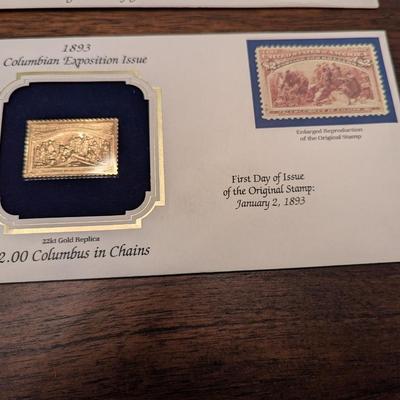 1893
Columbian Exposition Issue
22kt Gold Replica
2.00 Columbus in Chains
Enlarged Reproduction
of the Original Stamp
First Day of Issue
of the Original Stamp:
January 2, 1893